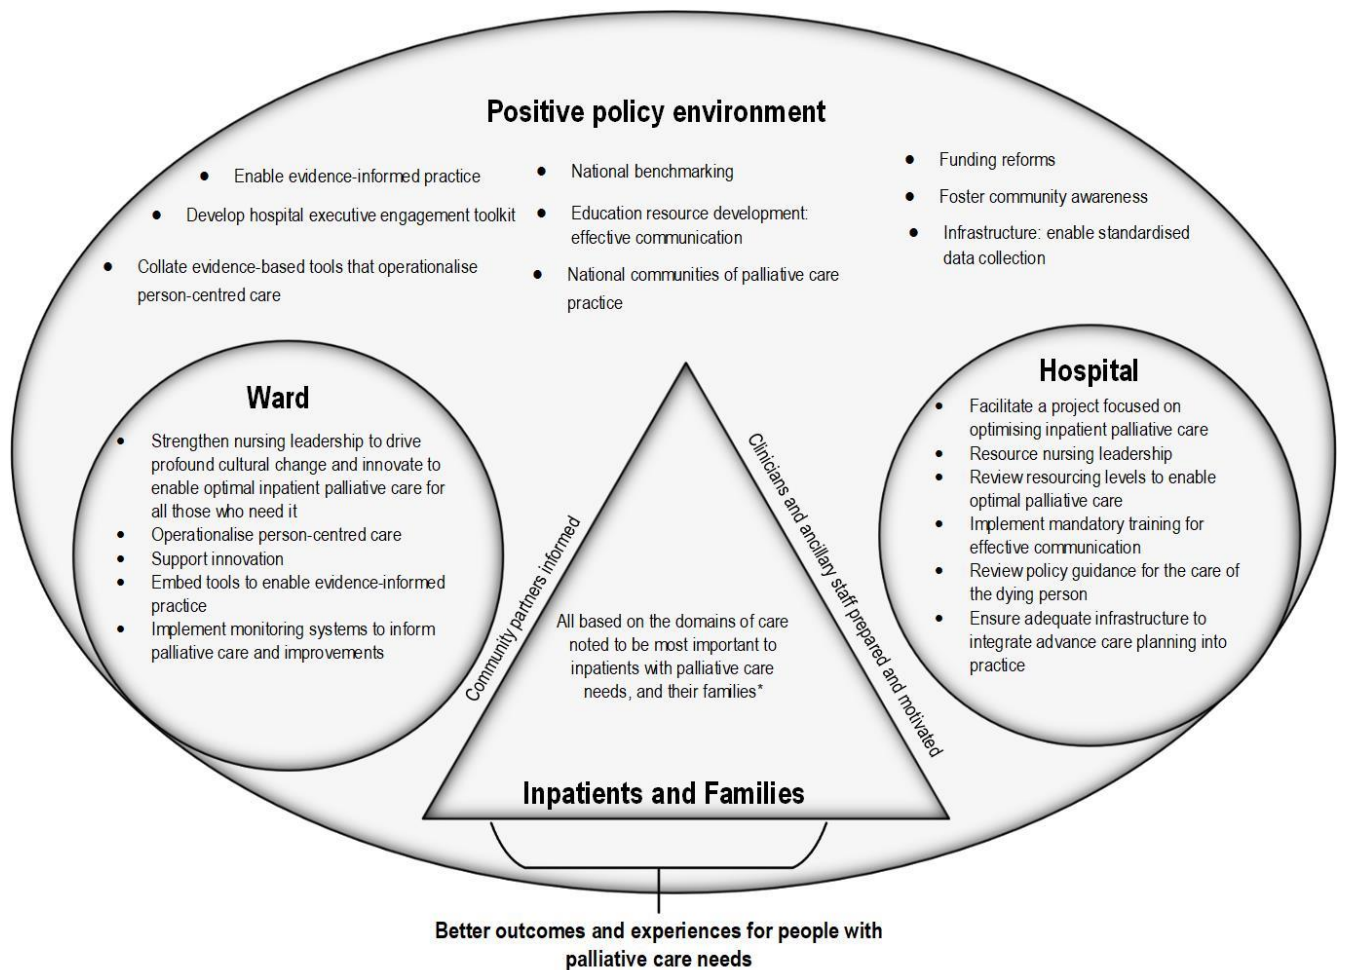 Positive policy environment
● Enable evidence-informed practice
● Develop hospital executive engagement toolkit
● Collate evidence-based tools that operationalise
person-centred care
● National benchmarking
● Education resource development:
effective communication
● National communities of palliative care
practice
● Funding reforms
● Foster community awareness
● Infrastructure: enable standardised
data collection
Ward
● Strengthen nursing leadership to drive
profound cultural change and innovate to
enable optimal inpatient palliative care for
all those who need it
● Operationalise person-centred care
● Support innovation
● Embed tools to enable evidence-informed
practice
● Implement monitoring systems to inform
palliative care and improvements
Community partners informed
All based on the domains of care
noted to be most important to
inpatients with palliative care
needs, and their families*
Inpatients and Families
Clinicians and ancillary staff prepared and motivated
Hospital
● Facilitate a project focused on
optimising inpatient palliative care
● Resource nursing leadership
● Review resourcing levels to enable
optimal palliative care
● Implement mandatory training for
effective communication
● Review policy guidance for the care of
the dying person
● Ensure adequate infrastructure to
integrate advance care planning into
practice
Better outcomes and experiences for people with
palliative care needs